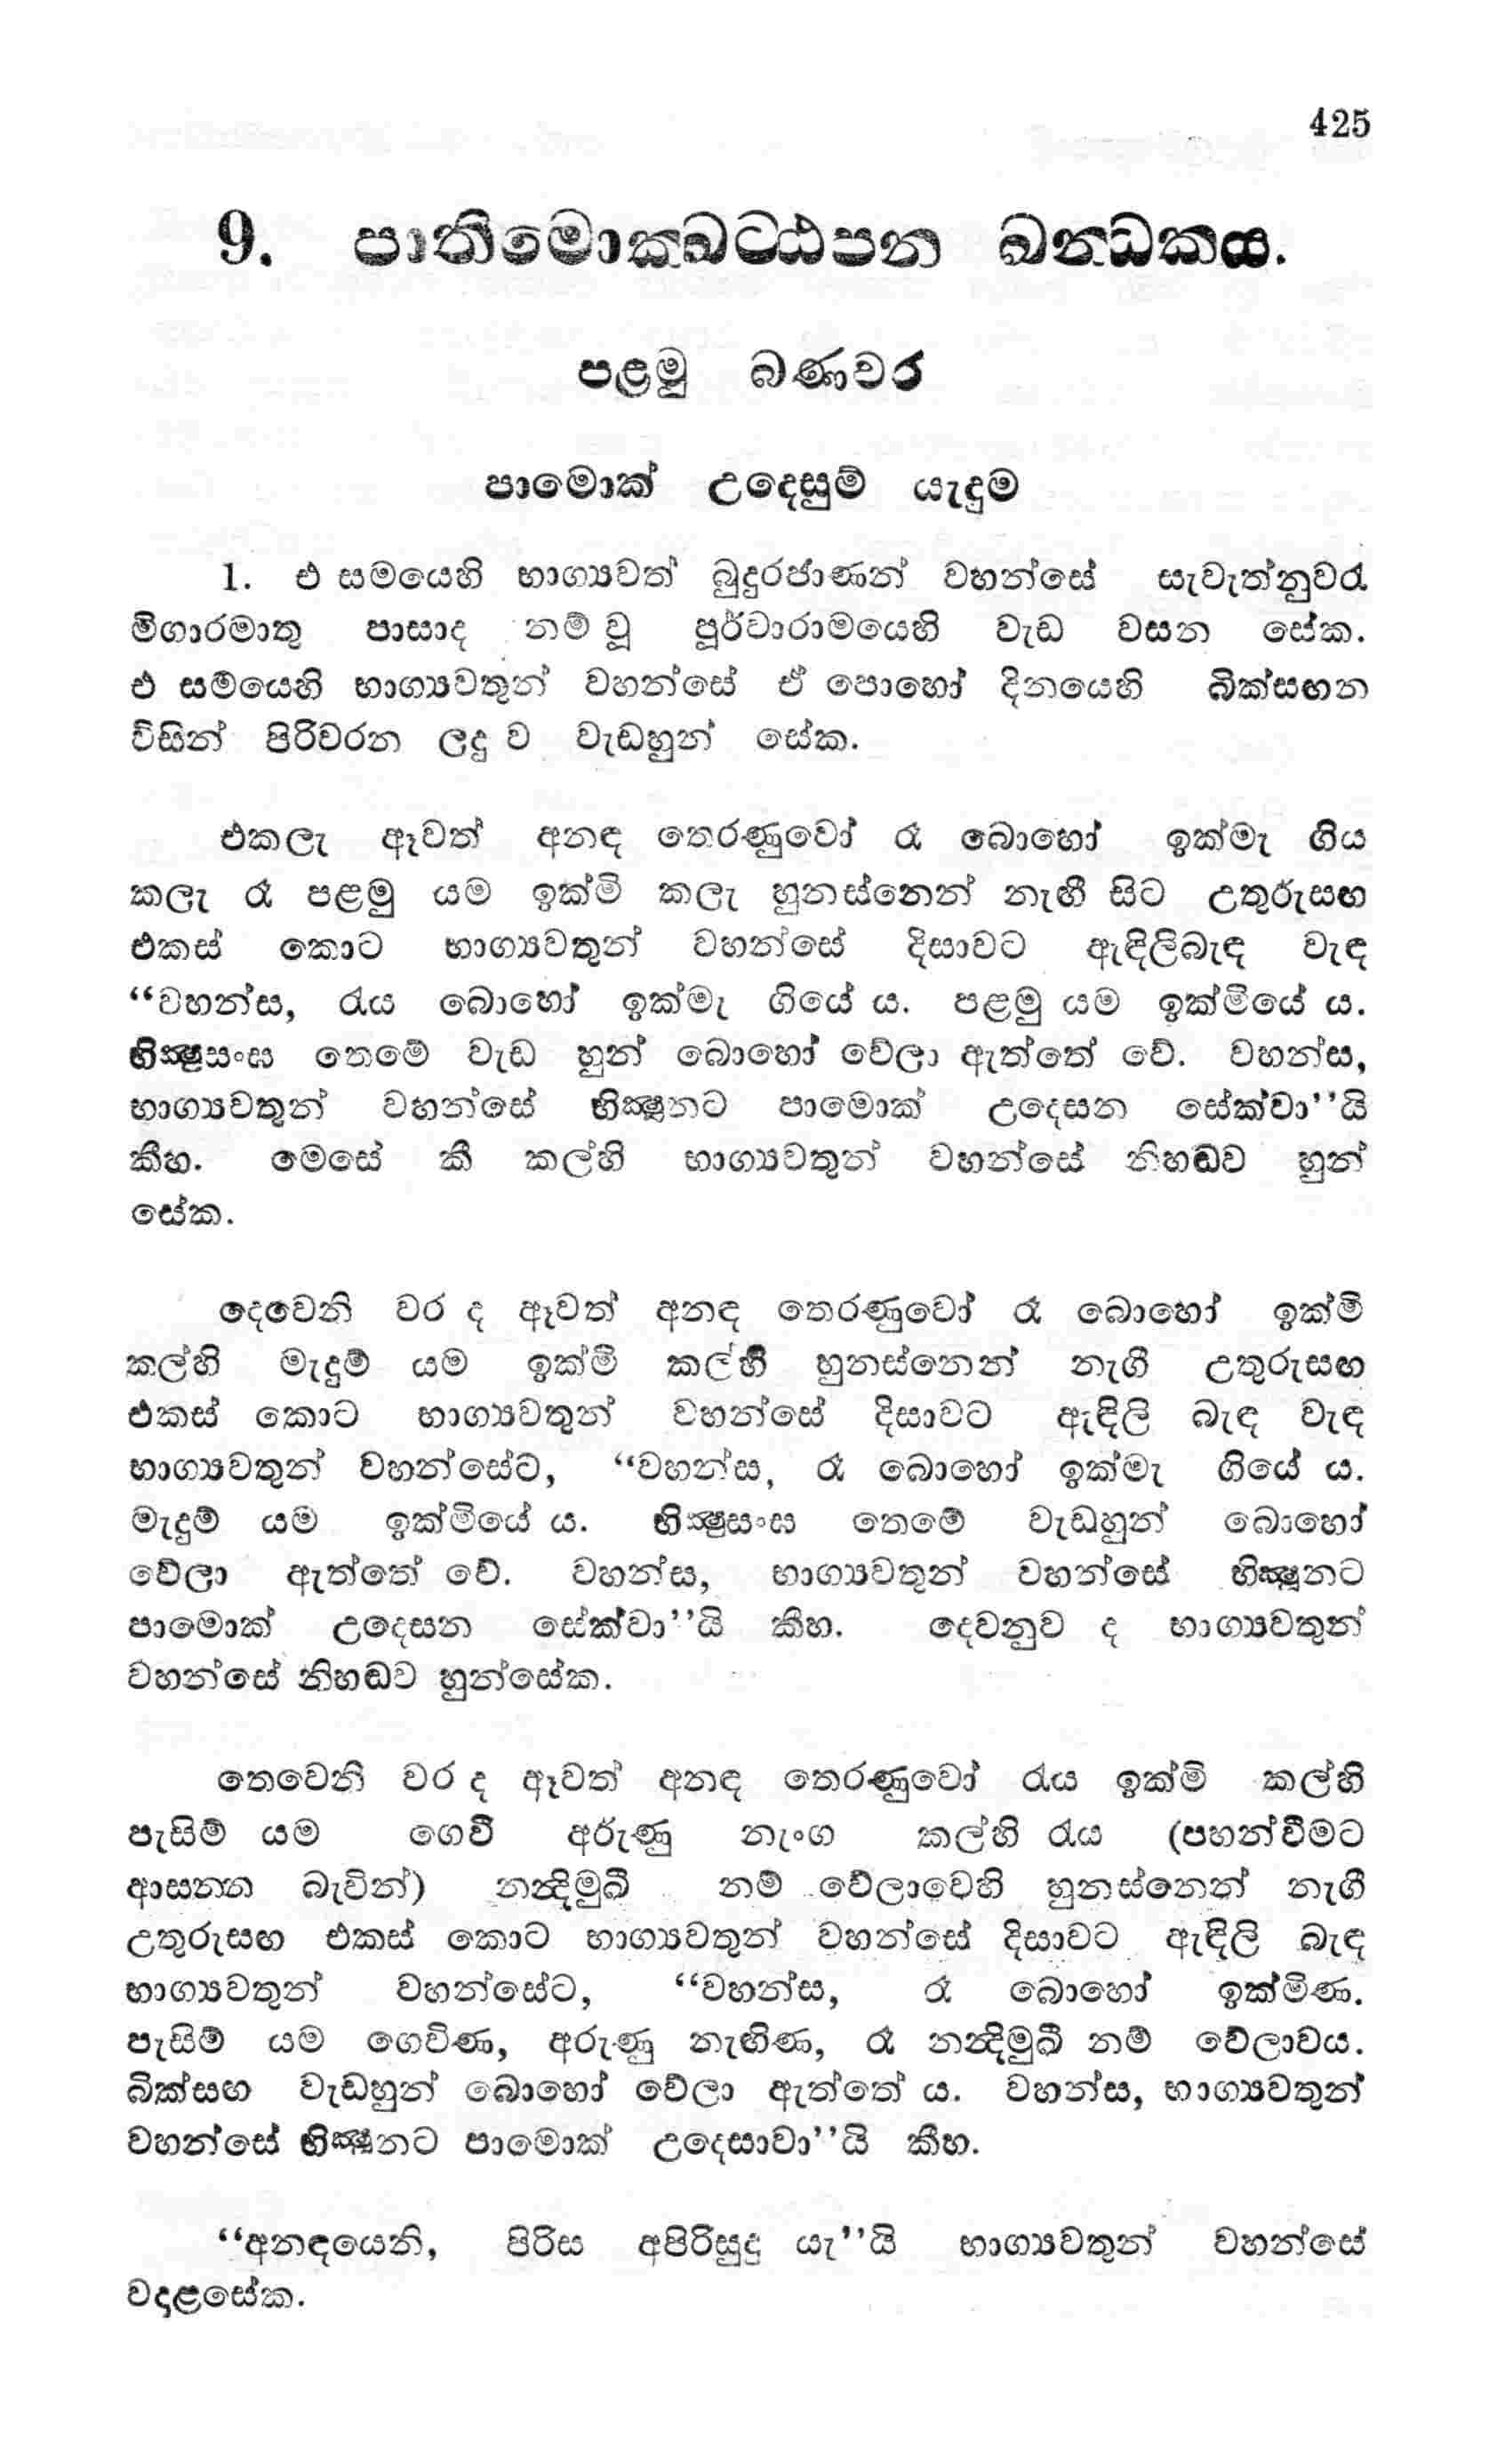 425
9. පාතිමොක්ඛට්ඨපන ඛන්ධකය.
පළමු බණවර
පාමොක් උදෙසුම් යැදුම
1. එ සමයෙහි භාග්‍යවත් බුදුරජාණන් වහන්සේ සැවැත්නුවර
මිගාරමාතු පාසාද නම් වූ පූර්වාරාමයෙහි වැඩ වසන සේක.
එ සමයෙහි භාග්‍යවතුන් වහන්සේ ඒ පොහෝ දිනයෙහි බික්සඟන
විසින් පිරිවරන ලදු ව වැඩහුන් සේක.
එකලැ ඈවත් අනඳ තෙරණුවෝ රෑ බොහෝ ඉක්මැ ගිය
කලැ රෑ පළමු යම ඉක්මි කලැ හුනස්නෙන් නැඟී සිට උතුරුසඟ
එකස් කොට භාග්‍යවතුන් වහන්සේ දිසාවට ඇඳිලිබැඳ වැඳ
“වහන්ස, රැය බොහෝ ඉක්මැ ගියේ ය. පළමු යම ඉක්මියේ ය.
භික්ෂුසංඝ තෙමේ වැඩ හුන් බොහෝ වේලා ඇත්තේ වේ. වහන්ස,
භාග්‍යවතුන් වහන්සේ භික්ෂූනට පාමොක් උදෙසන සේක්වා’’යි
කීහ. මෙසේ කී කල්හි භාග්‍යවතුන් වහන්සේ නිහඬව හුන්
සේක.
දෙවෙනි වර ද ඈවත් අනඳ තෙරණුවෝ රෑ බොහෝ ඉක්මි
කල්හි මැදුම් යම ඉක්මි කල්හි හුනස්නෙන් නැගී උතුරුසඟ
එකස් කොට භාග්‍යවතුන් වහන්සේ දිසාවට ඇඳිලි බැඳ වැඳ
භාග්‍යවතුන් වහන්සේට, “වහන්ස, රෑ බොහෝ ඉක්මැ ගියේ ය.
මැදුම් යම ඉක්මියේ ය. භික්ෂුසංඝ තෙමේ වැඩහුන් බොහෝ
වේලා ඇත්තේ වේ. වහන්ස, භාග්‍යවතුන් වහන්සේ භික්ෂූනට
පාමොක් උදෙසන සේක්වා’’යි කීහ. දෙවනුව ද භාග්‍යවතුන්
වහන්සේ නිහඬව හුන්සේක.
තෙවෙනි වර ද ඈවත් අනඳ තෙරණුවෝ රැය ඉක්මි කල්හි
පැසිම් යම ගෙවී අරුණු නැංග කල්හි රැය (පහන්වීමට
ආසන්න බැවින්) නන්දිමුඛී නම් වේලාවෙහි හුනස්නෙන් නැගී
උතුරුසඟ එකස් කොට භාග්‍යවතුන් වහන්සේ දිසාවට ඇඳිලි බැඳ
භාග්‍යවතුන් වහන්සේට, “වහන්ස, රෑ බොහෝ ඉක්මිණ.
පැසිම් යම ගෙවිණ, අරුණු නැඟිණ, රෑ නන්දිමුඛී නම් වේලාවය.
බික්සඟ වැඩහුන් බොහෝ වේලා ඇත්තේ ය. වහන්ස, භාග්‍යවතුන්
වහන්සේ භික්ෂූනට පාමොක් උදෙසාවා’’යි කීහ.
“අනඳයෙනි, පිරිස අපිරිසුදු යැ’’යි භාග්‍යවතුන් වහන්සේ
වදළසේක.